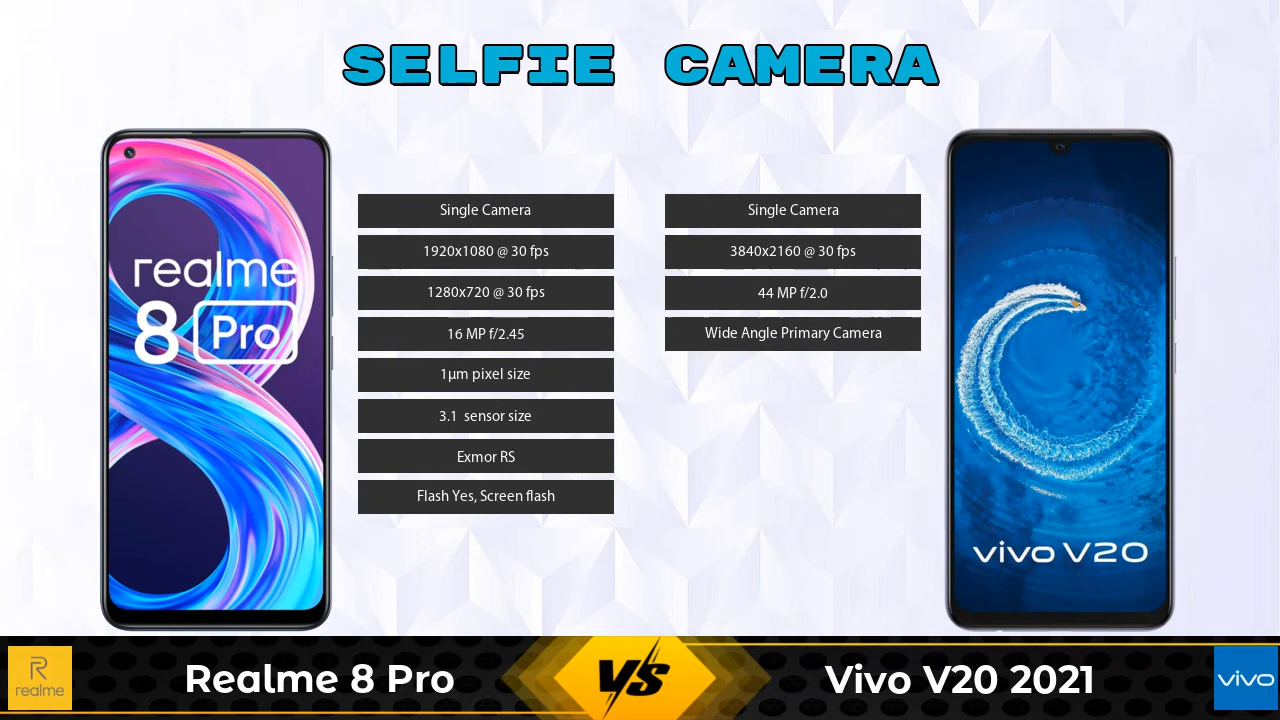 SELFIE CAMERA
realme
8 Pro
Single Camera
1920x1080 @ 30 fps
1280x720 @ 30 fps
16 MP f/2.45
1µm pixel size
3.1 sensor size
Exmor RS
Flash Yes, Screen flash
Single Camera
3840x2160 @ 30 fps
44 MP f/2.0
Wide Angle Primary Camera
vivo V20
R
realme
Realme 8 Pro
VS
Vivo V20 2021
vivo